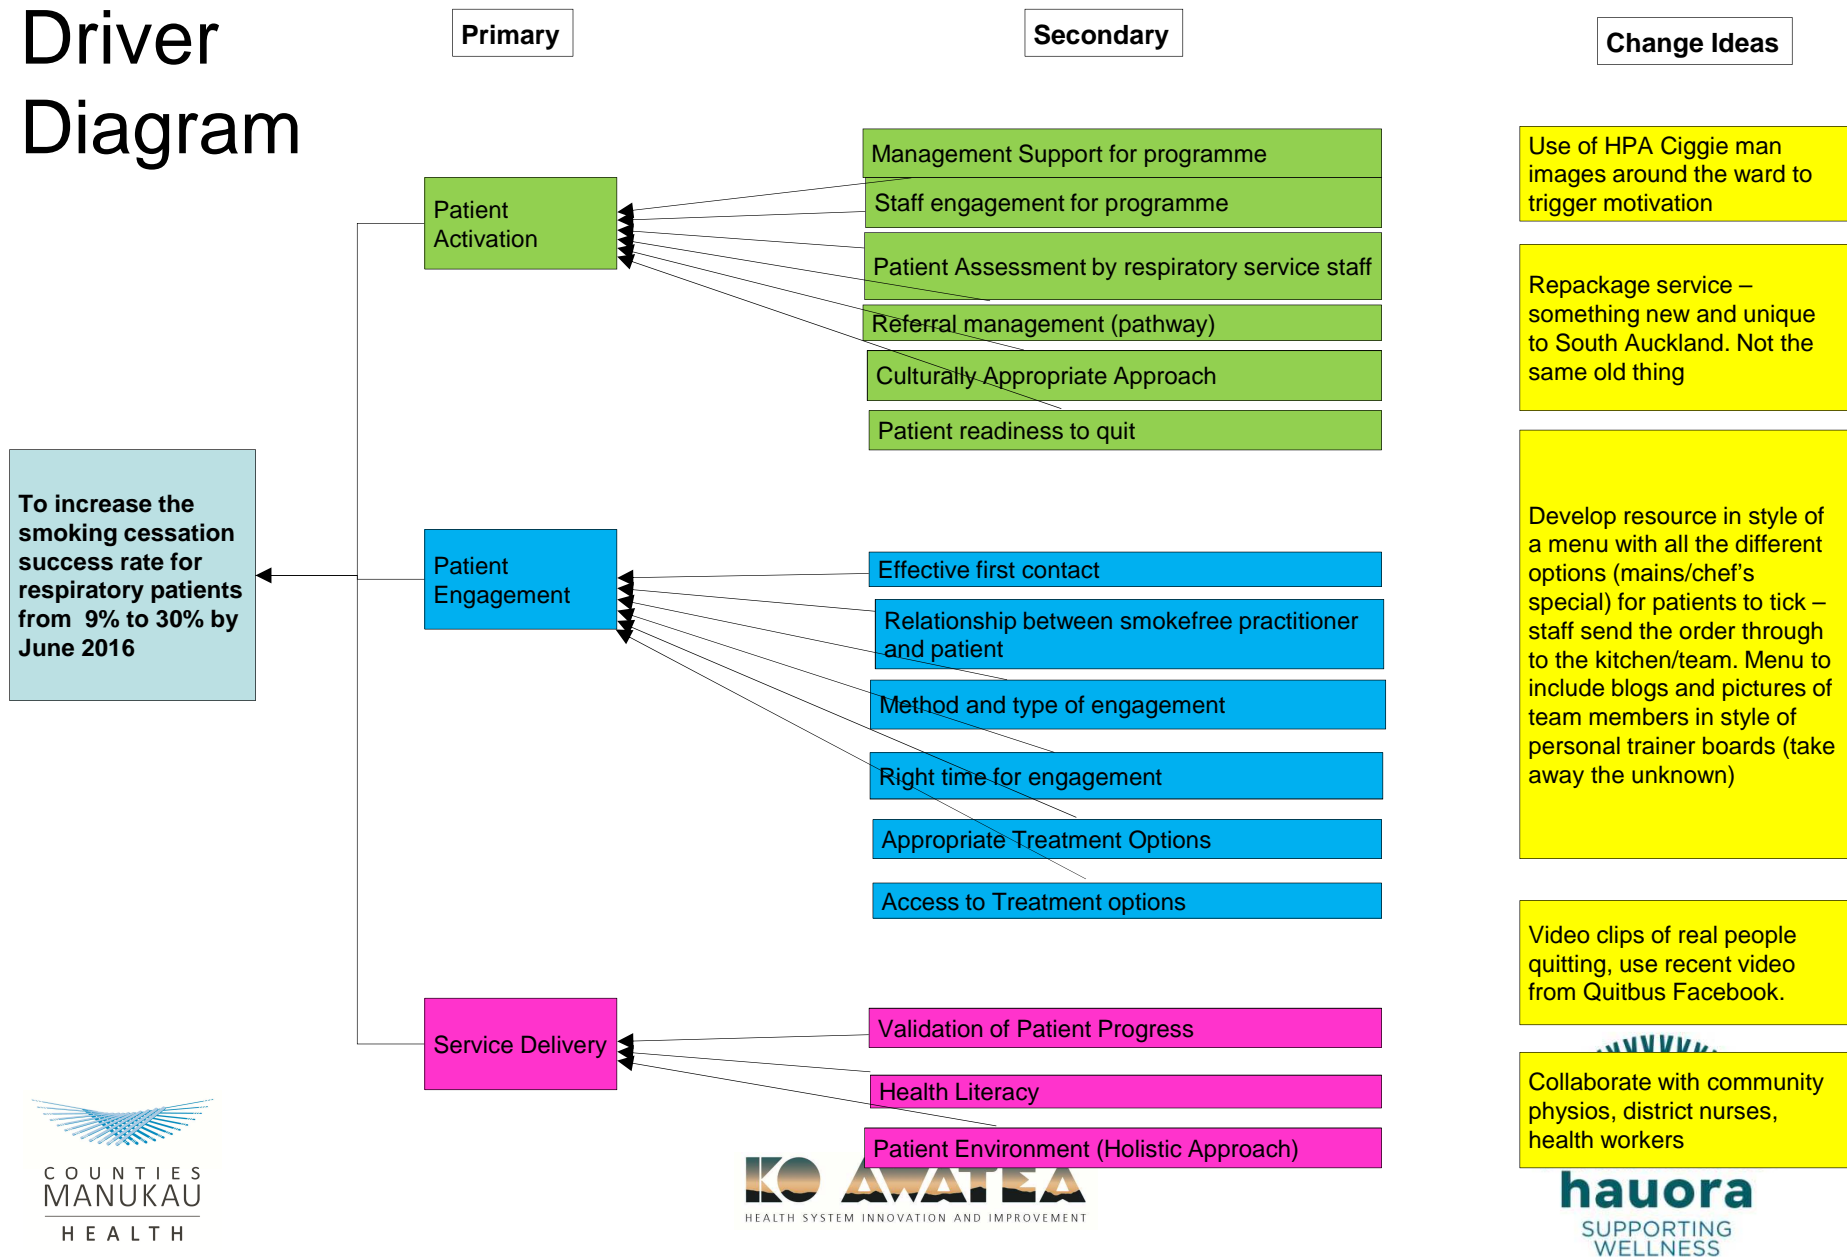 Driver
Diagram
Primary
Secondary
Change Ideas
To increase the
smoking cessation
success rate for
respiratory patients
from  9% to 30% by
June 2016
Patient
Activation
Management Support for programme
Staff engagement for programme
Patient Assessment by respiratory service staff
Referral management (pathway)
Culturally Appropriate Approach
Patient readiness to quit
Patient
Engagement
Effective first contact
Relationship between smokefree practitioner
and patient
Method and type of engagement
Right time for engagement
Appropriate Treatment Options
Access to Treatment options
Service Delivery
Validation of Patient Progress
Health Literacy
Patient Environment (Holistic Approach)
Use of HPA Ciggie man
images around the ward to
trigger motivation
Repackage service –
something new and unique
to South Auckland. Not the
same old thing
Develop resource in style of
a menu with all the different
options (mains/chef's
special) for patients to tick –
staff send the order through
to the kitchen/team. Menu to
include blogs and pictures of
team members in style of
personal trainer boards (take
away the unknown)
Video clips of real people
quitting, use recent video
from Quitbus Facebook.
Collaborate with community
physios, district nurses,
health workers
COUNTIES
MANUKAU
HEALTH
KO AWATEA
HEALTH SYSTEM INNOVATION AND IMPROVEMENT
hauora
SUPPORTING
WELLNESS